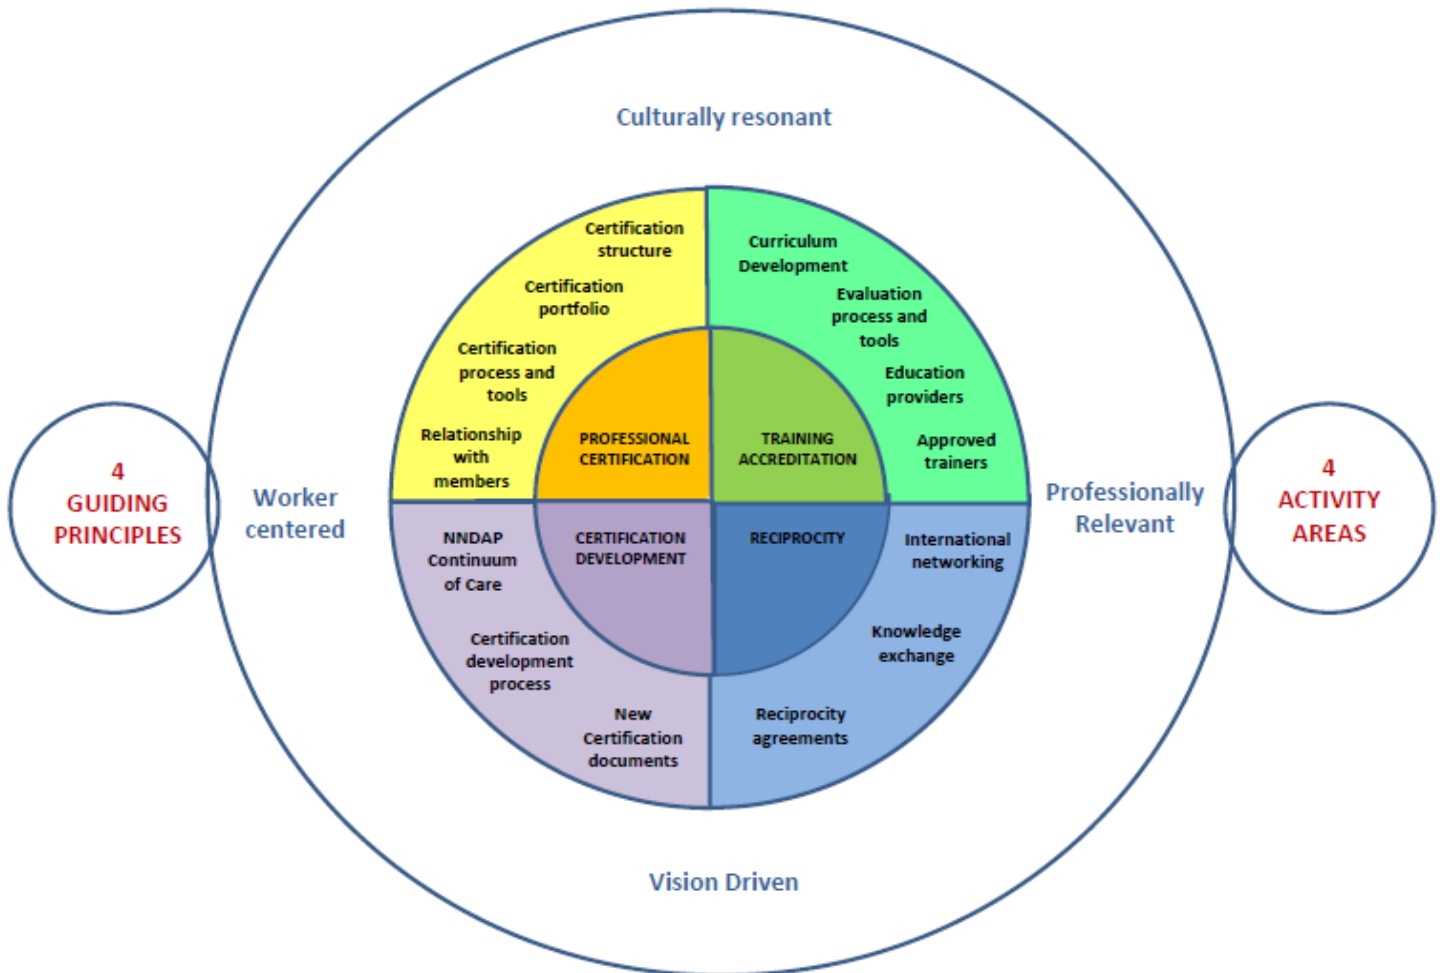 Culturally resonant
Certification
structure
Certification
portfolio
Certification
process and
tools
Relationship
with
members
PROFESSIONAL
CERTIFICATION
Curriculum
Development
Evaluation
process and
tools
Education
providers
Approved
trainers
TRAINING
ACCREDITATION
4
GUIDING
PRINCIPLES
Worker
centered
Professionally
Relevant
4
ACTIVITY
AREAS
NNDAP
Continuum
of Care
Certification
development
process
New
Certification
documents
CERTIFICATION
DEVELOPMENT
RECIPROCITY
International
networking
Knowledge
exchange
Reciprocity
agreements
Vision Driven